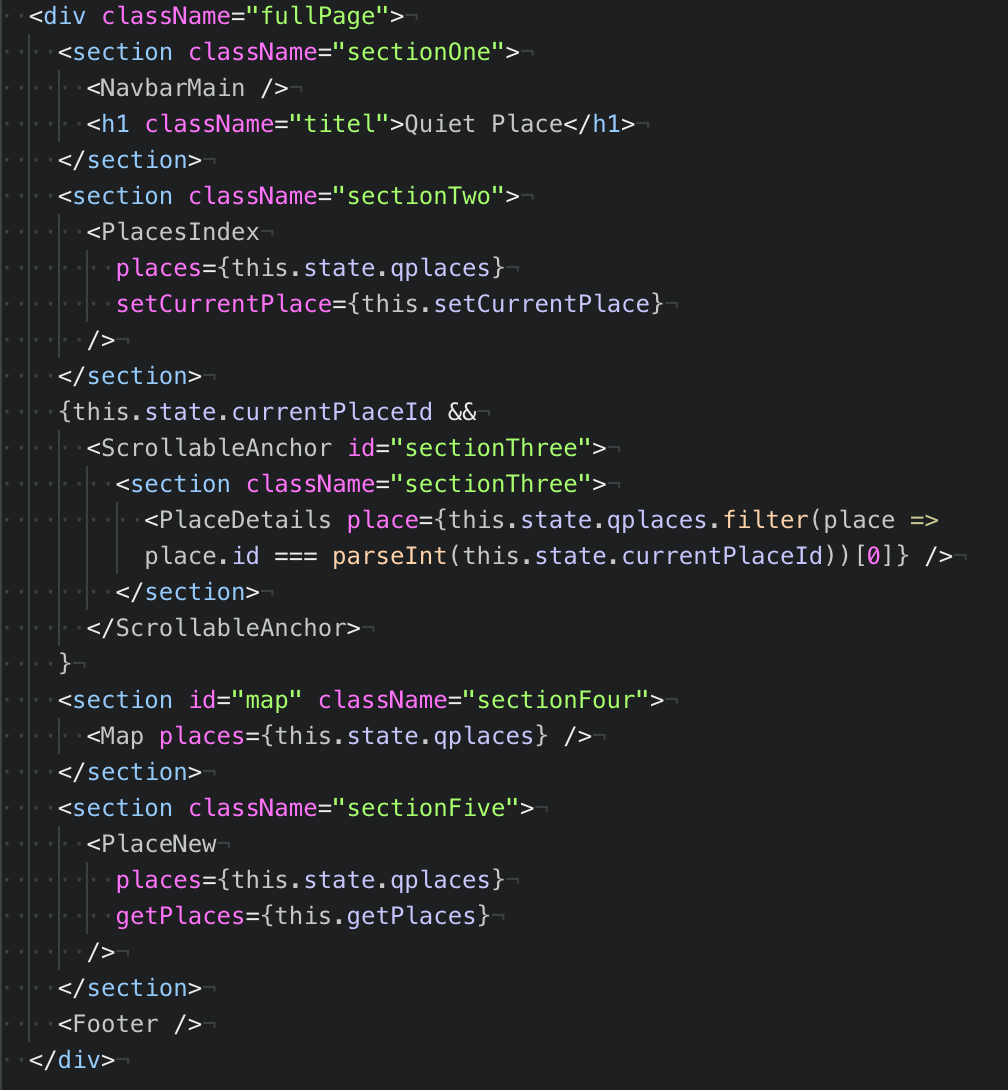 <div className="fullPage">
<section className="sectionOne">
<NavbarMain />
<h1 className="titel">Quiet Place</h1>
</section>
<section className="sectionTwo">
<PlacesIndex
places={this.state.qplaces}
setCurrentPlace={this.setCurrentPlace}
/>
</section>
{this.state.currentPlaceId &&
<ScrollableAnchor id="sectionThree">
<section className="sectionThree">
<PlaceDetails place={this.state.qplaces.filter(place =>
place.id === parseInt(this.state.currentPlaceId))[0]} />
</section>
</ScrollableAnchor>
}
<section id="map" className="sectionFour">
<Map places={this.state.qplaces} />
</section>
<section className="sectionFive">
<PlaceNew
places={this.state.qplaces}
getPlaces={this.getPlaces}
/>
</section>
<Footer />
</div>